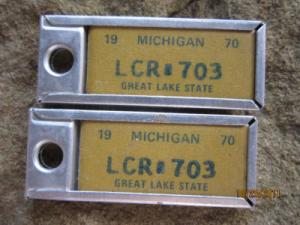 19 MICHIGAN 70
LCR•703
GREAT LAKE STATE
19 MICHIGAN 70
LCR•703
GREAT LAKE STATE